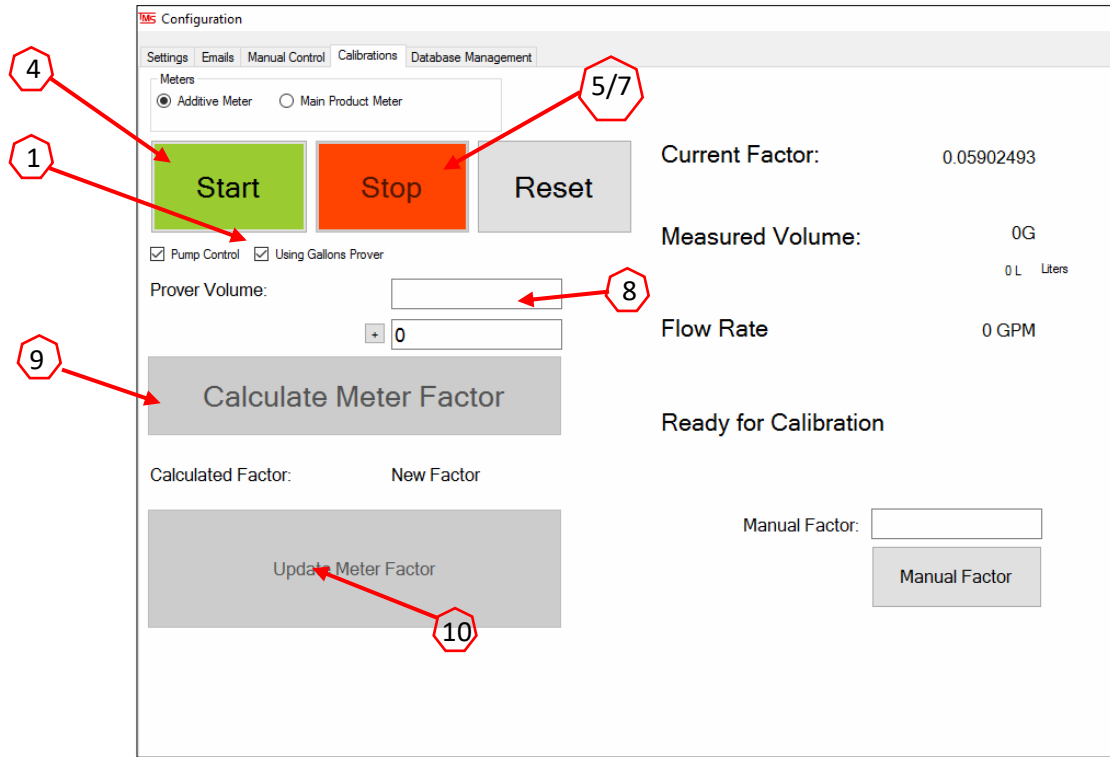 TMS Configuration
Settings Emails Manual Control Calibrations Database Management
4
Meters
5/7
Additive Meter Main Product Meter
1
Start Stop Reset
Current Factor: 0.05902493
Measured Volume: 0G
Pump Control Using Gallons Prover
0 L Liters
Prover Volume:
8
+ 0
Flow Rate 0 GPM
9
Calculate Meter Factor
Ready for Calibration
Calculated Factor: New Factor
Manual Factor:
Update Meter Factor
Manual Factor
10